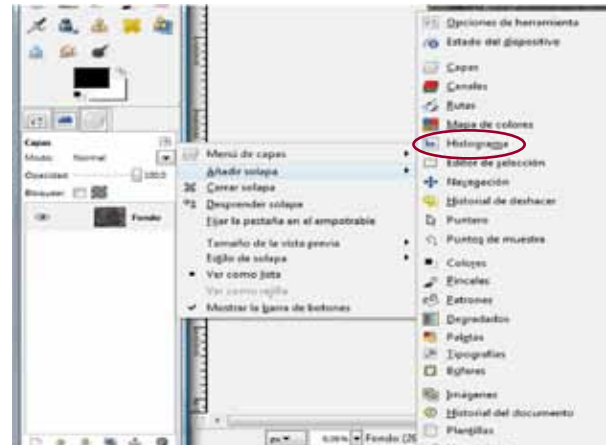 Capas
Modo: Normal
Opacidad 100,0
Bloquear:
Fondo
Menú de capas
Añadir solapa
Cerrar solapa
Desprender solapa
Fijar la pestaña en el empotrable
Tamaño de la vista previa
Estilo de solapa
Ver como lista
Ver como rejilla
Mostrar la barra de botones
Opciones de herramienta
Estado del dispositivo
Capas
Canales
Rutas
Mapa de colores
Histograma
Editor de selección
Navegación
Historial de deshacer
Puntero
Puntos de muestra
Colores
Pinceles
Patrones
Degradados
Paletas
Tipografías
Búferes
Imágenes
Historial del documento
Plantillas
px
Fondo (26